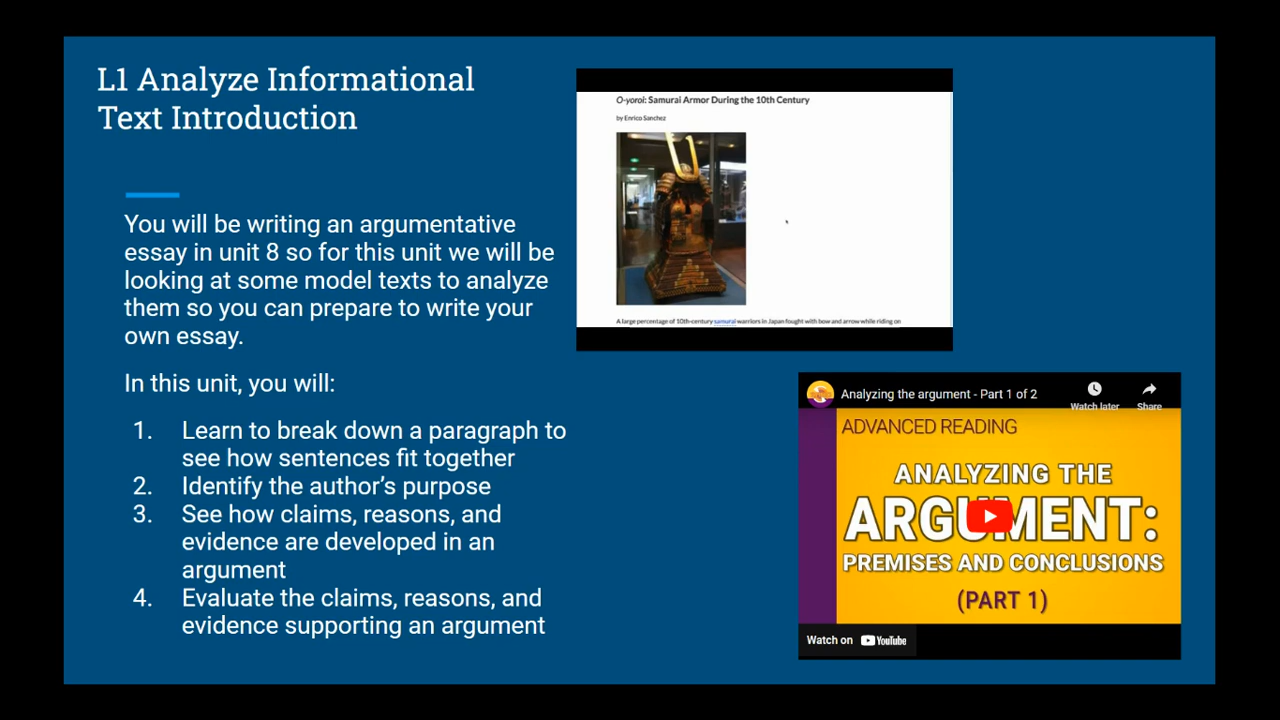 L1 Analyze Informational
Text Introduction
You will be writing an argumentative
essay in unit 8 so for this unit we will be
looking at some model texts to analyze
them so you can prepare to write your
own essay.
In this unit, you will:
1. Learn to break down a paragraph to
see how sentences fit together
2. Identify the author's purpose
3. See how claims, reasons, and
evidence are developed in an
argument
4. Evaluate the claims, reasons, and
evidence supporting an argument
O-yoroi: Samurai Armor During the 10th Century
by Enrico Sanchez
A large percentage of 10th-century samurai warriors in Japan fought with bow and arrow while riding on
Analyzing the argument - Part 1 of 2
Watch later
Share
ADVANCED READING
ANALYZING THE
ARGUMENT:
PREMISES AND CONCLUSIONS
(PART 1)
Watch on YouTube